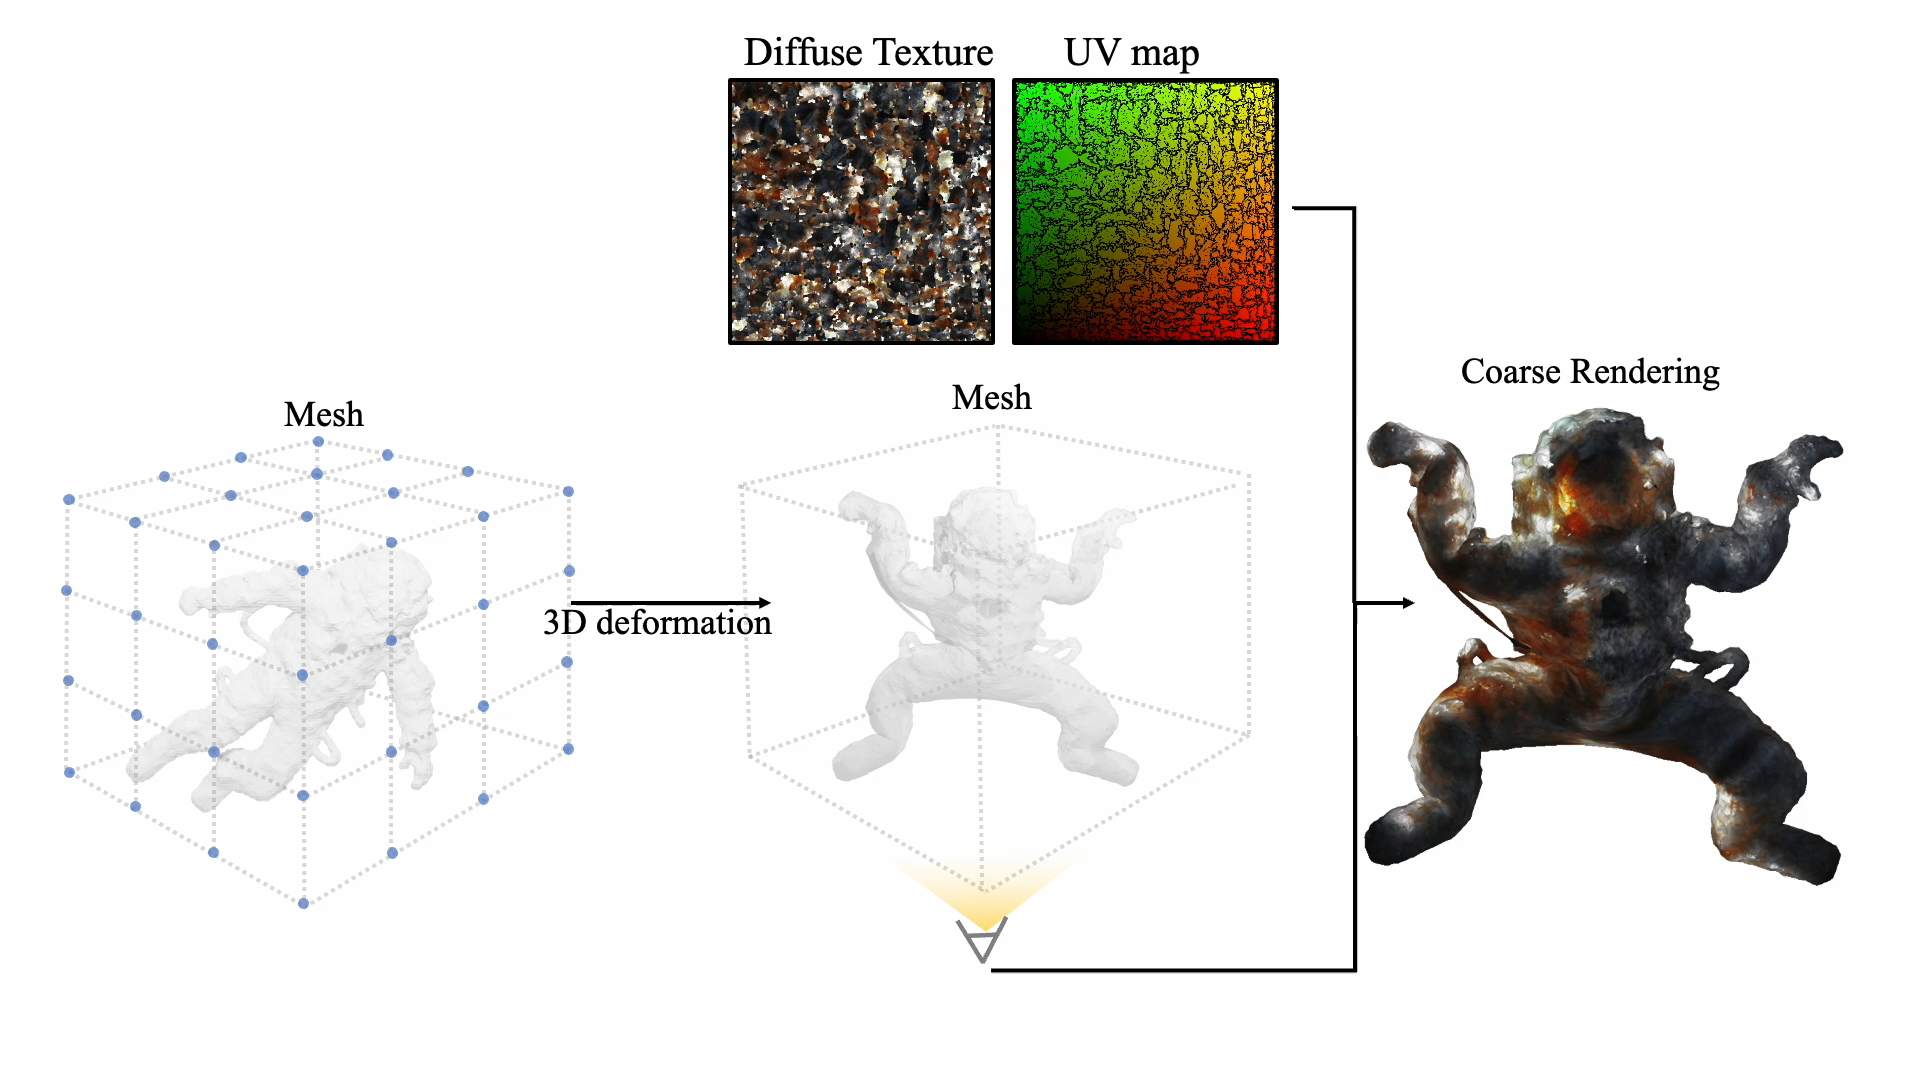 Diffuse Texture
UV map
Mesh
3D deformation
Mesh
Coarse Rendering